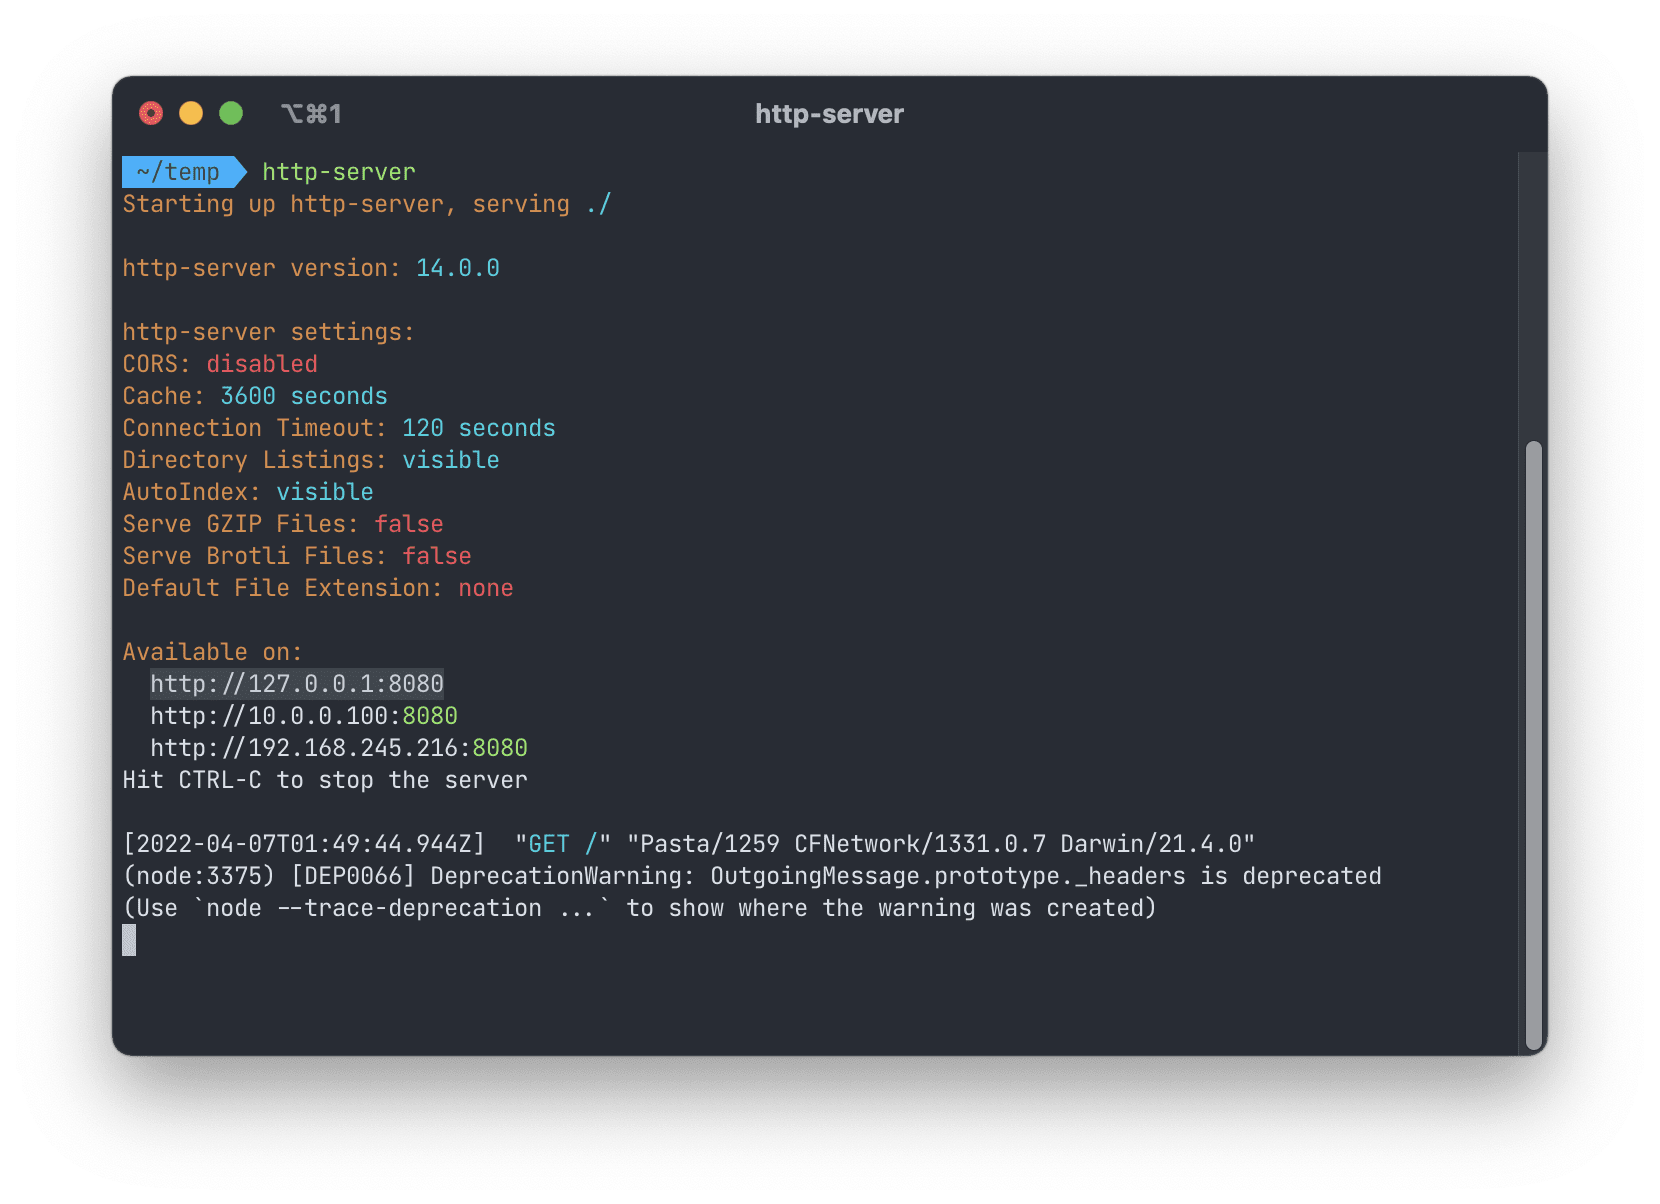 ⌥⌘1
http-server
~/temp http-server
Starting up http-server, serving ./
http-server version: 14.0.0
http-server settings:
CORS: disabled
Cache: 3600 seconds
Connection Timeout: 120 seconds
Directory Listings: visible
AutoIndex: visible
Serve GZIP Files: false
Serve Brotli Files: false
Default File Extension: none
Available on:
http://127.0.0.1:8080
http://10.0.0.100:8080
http://192.168.245.216:8080
Hit CTRL-C to stop the server
[2022-04-07T01:49:44.944Z]  "GET /" "Pasta/1259 CFNetwork/1331.0.7 Darwin/21.4.0"
(node:3375) [DEP0066] DeprecationWarning: OutgoingMessage.prototype._headers is deprecated
(Use `node --trace-deprecation ...` to show where the warning was created)